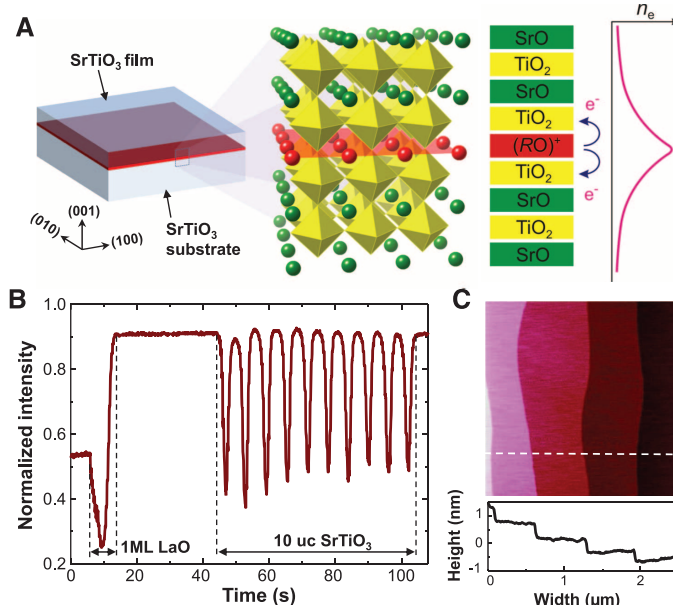 A
SrTiO₃ film
SrTiO₃
substrate
(001)
(010)
(100)
SrO
TiO₂
SrO
TiO₂
(RO)⁺
TiO₂
SrO
TiO₂
SrO
e⁻
e⁻
nₑ
B
Normalized intensity
1.0
0.8
0.6
0.4
0.2
1ML LaO
10 uc SrTiO₃
0 20 40 60 80 100
Time (s)
C
Height (nm)
1
0
-1
0 1 2
Width (um)